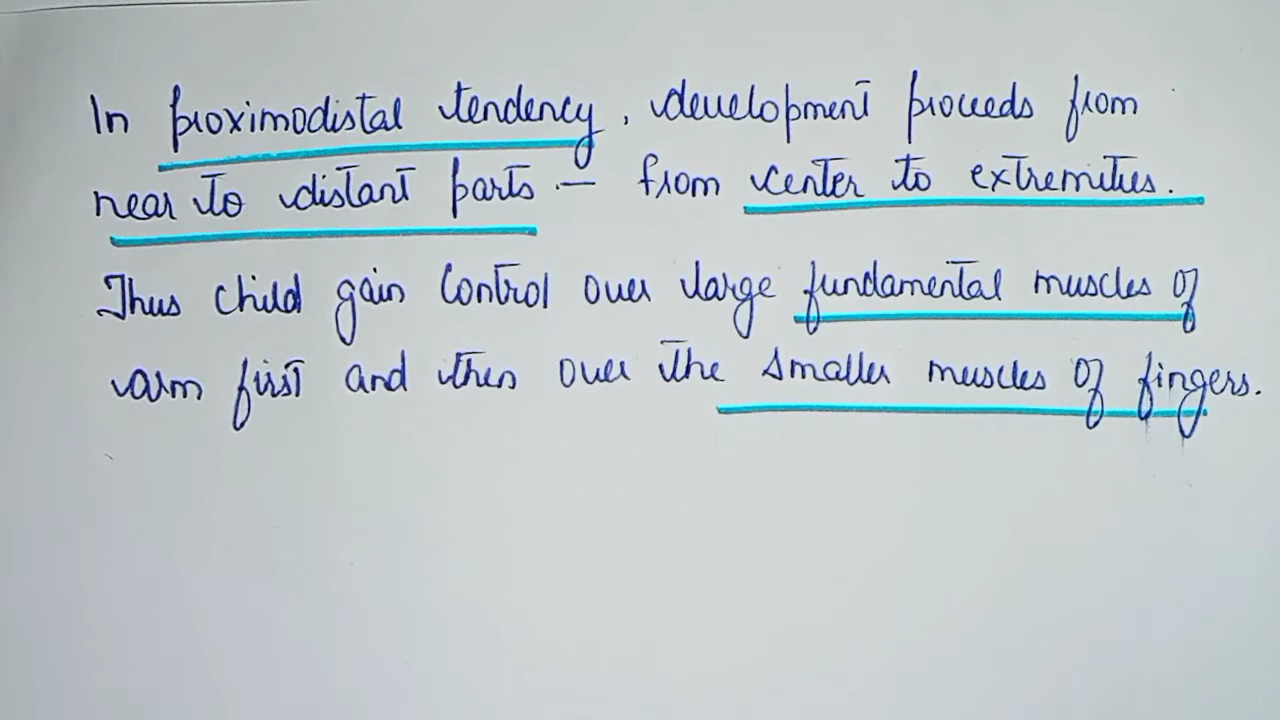 In proximodistal tendency, development proceeds from
near to distant parts - from center to extremities.
Thus child gain control over large fundamental muscles of
arm first and then over the smaller muscles of fingers.